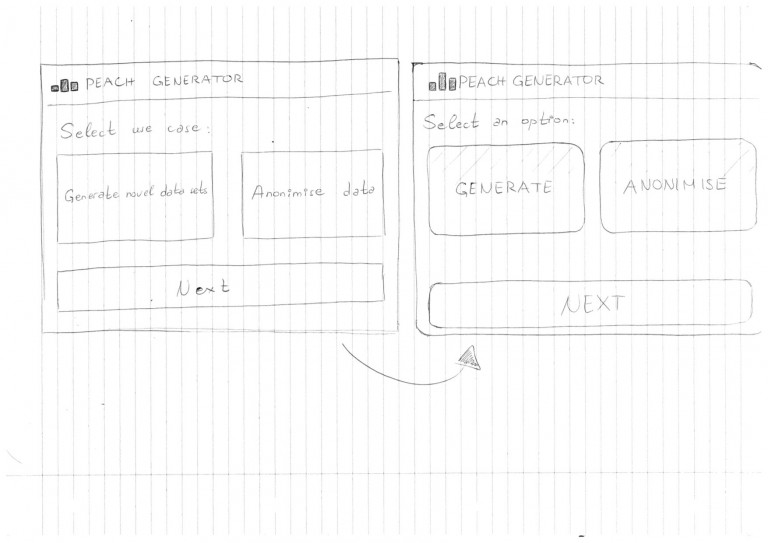 PEACH GENERATOR
Select use case:
Generate novel data sets
Anonimise data
Next
PEACH GENERATOR
Select an option:
GENERATE
ANONIMISE
NEXT